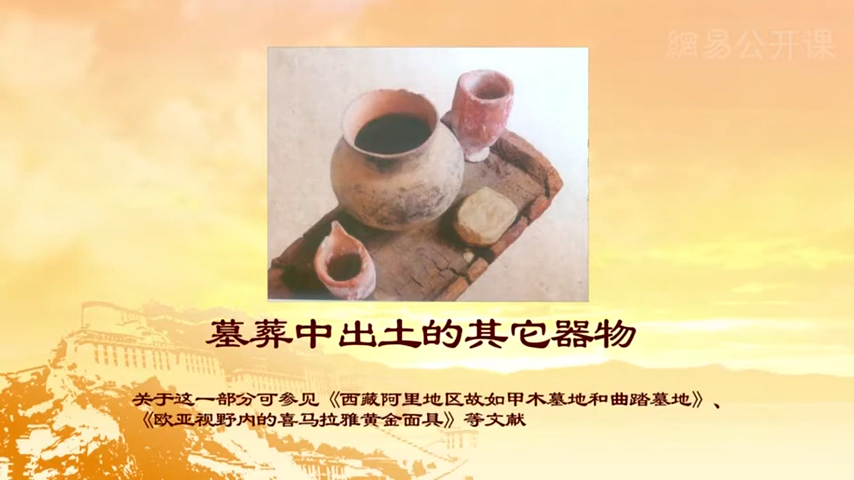 網易公开课
墓葬中出土的其它器物
关于这一部分可参见《西藏阿里地区故如甲木墓地和曲踏墓地》、
《欧亚视野内的喜马拉雅黄金面具》等文献